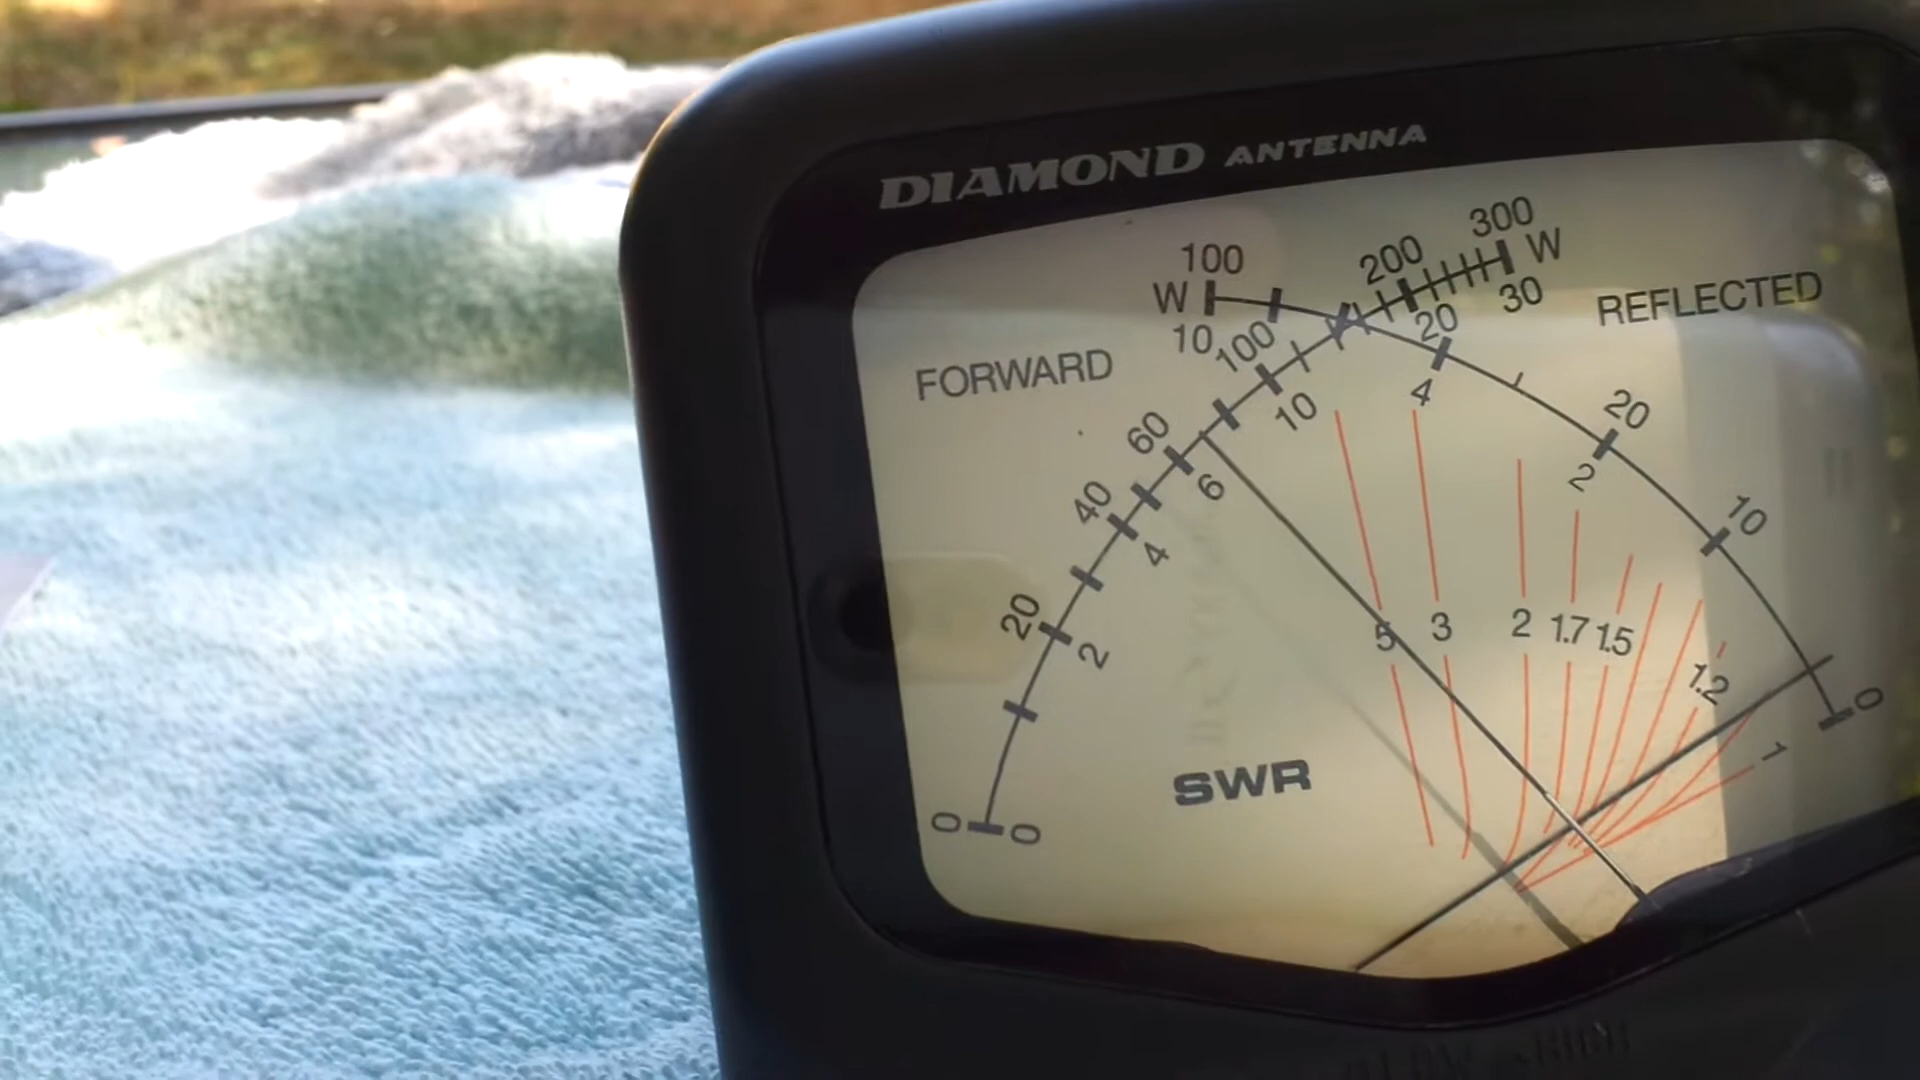 DIAMOND ANTENNA
100 200 300
W W
10 100 20 30
FORWARD REFLECTED
60 10 4 20
40 6 2 10
20 4
2 5 3 2 1.7 1.5
1.2 0
1
SWR
0 0